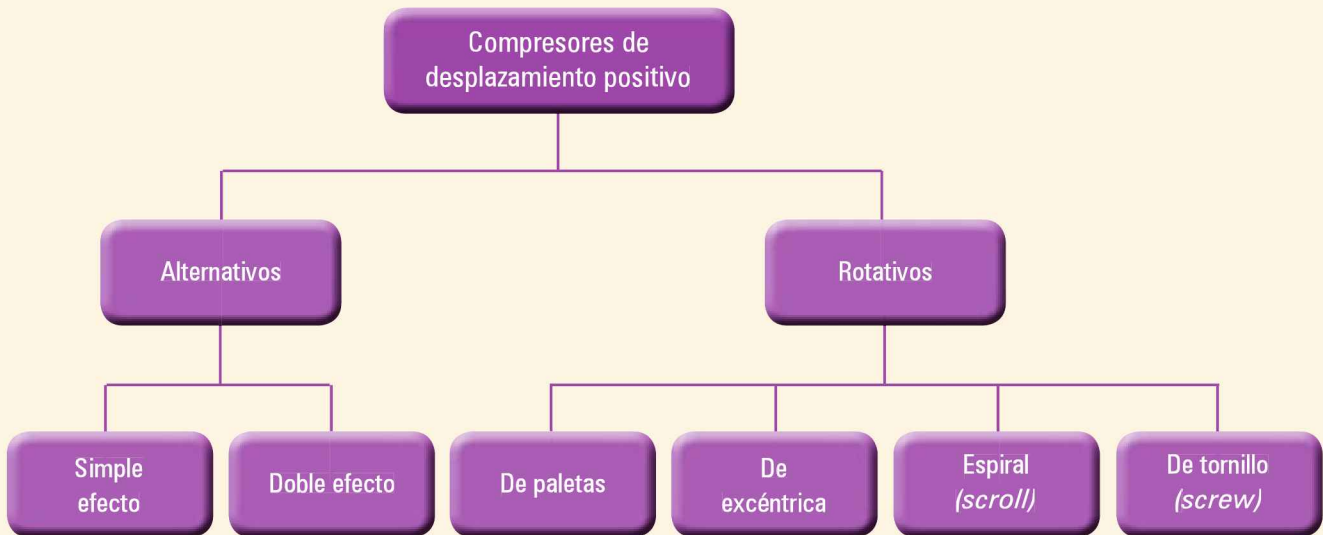 Compresores de
desplazamiento positivo
Alternativos
Rotativos
Simple
efecto
Doble efecto
De paletas
De
excéntrica
Espiral
(scroll)
De tornillo
(screw)